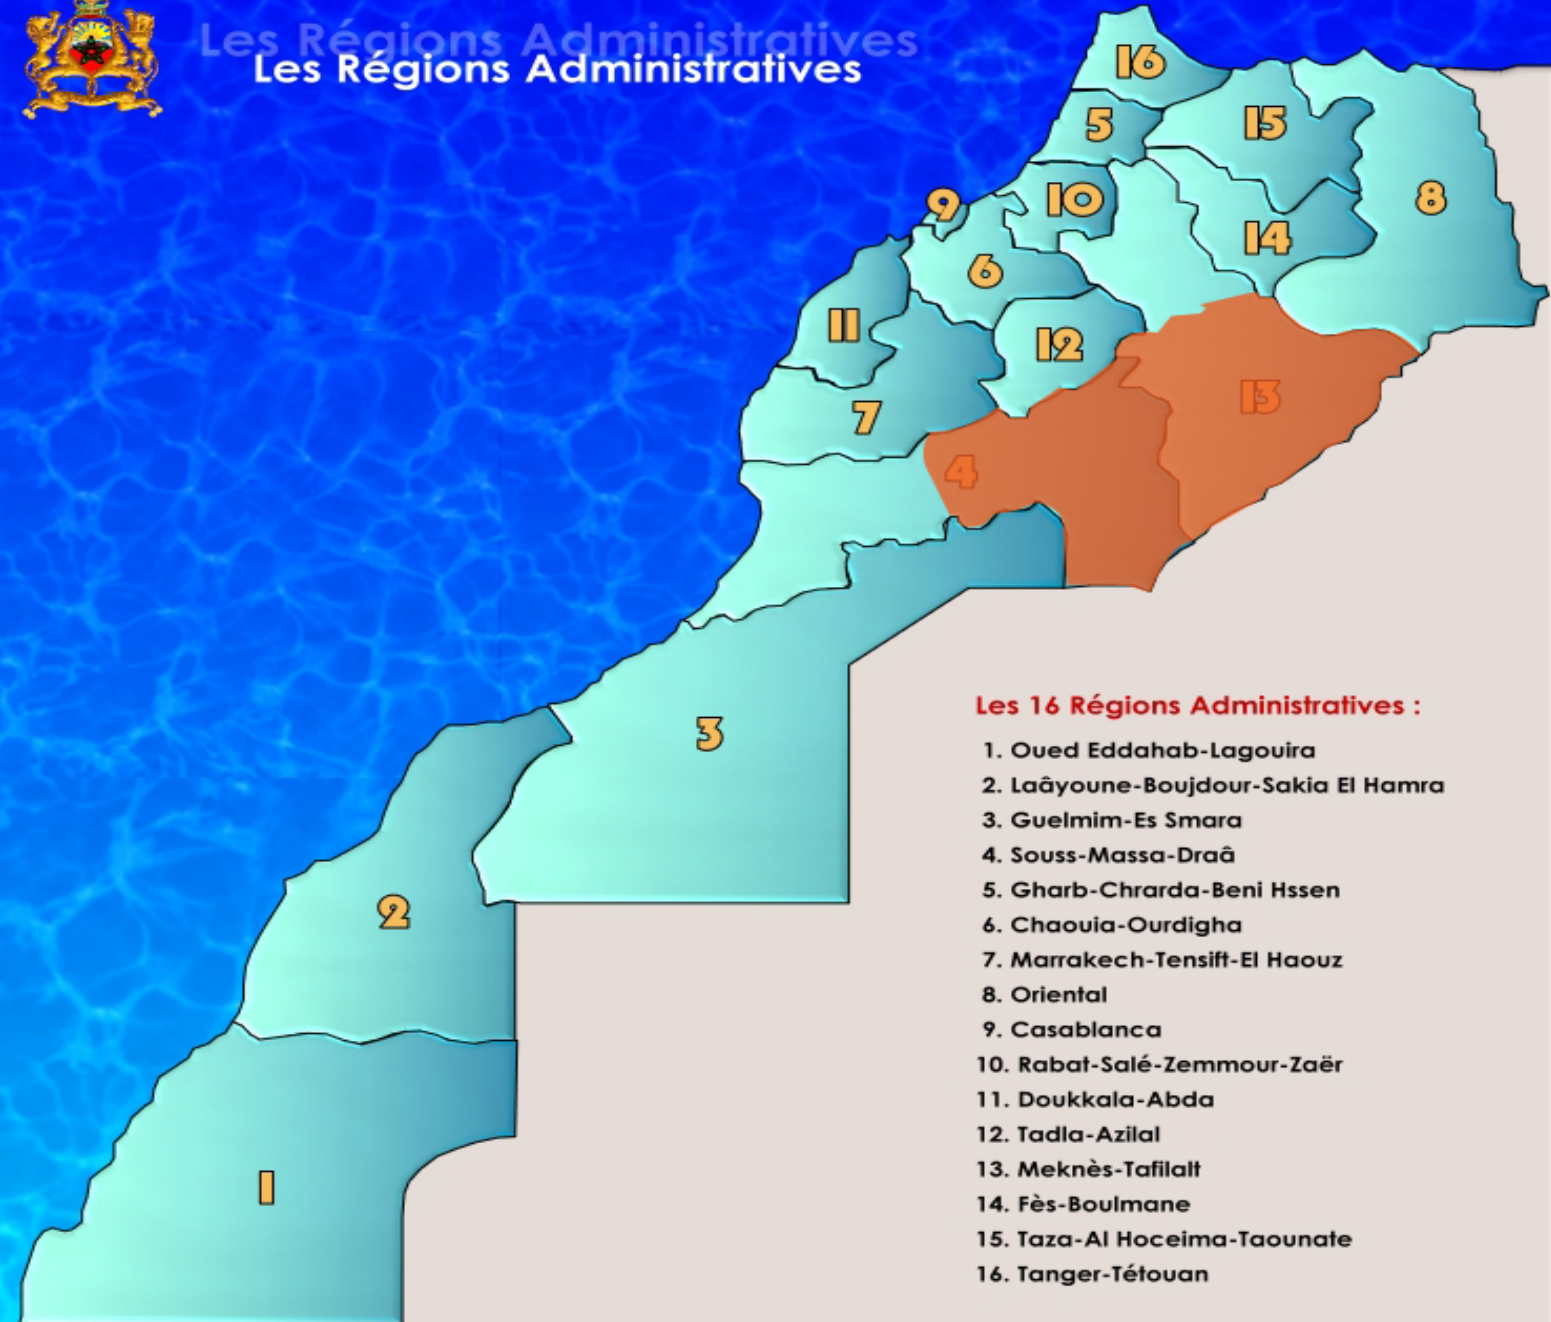 Les Régions Administratives
Les Régions Administratives
16
5
15
8
9
10
14
6
11
12
13
7
4
3
2
1
Les 16 Régions Administratives :
1. Oued Eddahab-Lagouira
2. Laâyoune-Boujdour-Sakia El Hamra
3. Guelmim-Es Smara
4. Souss-Massa-Draâ
5. Gharb-Chrarda-Beni Hssen
6. Chaouia-Ourdigha
7. Marrakech-Tensift-El Haouz
8. Oriental
9. Casablanca
10. Rabat-Salé-Zemmour-Zaër
11. Doukkala-Abda
12. Tadla-Azilal
13. Meknès-Tafilalt
14. Fès-Boulmane
15. Taza-Al Hoceima-Taounate
16. Tanger-Tétouan